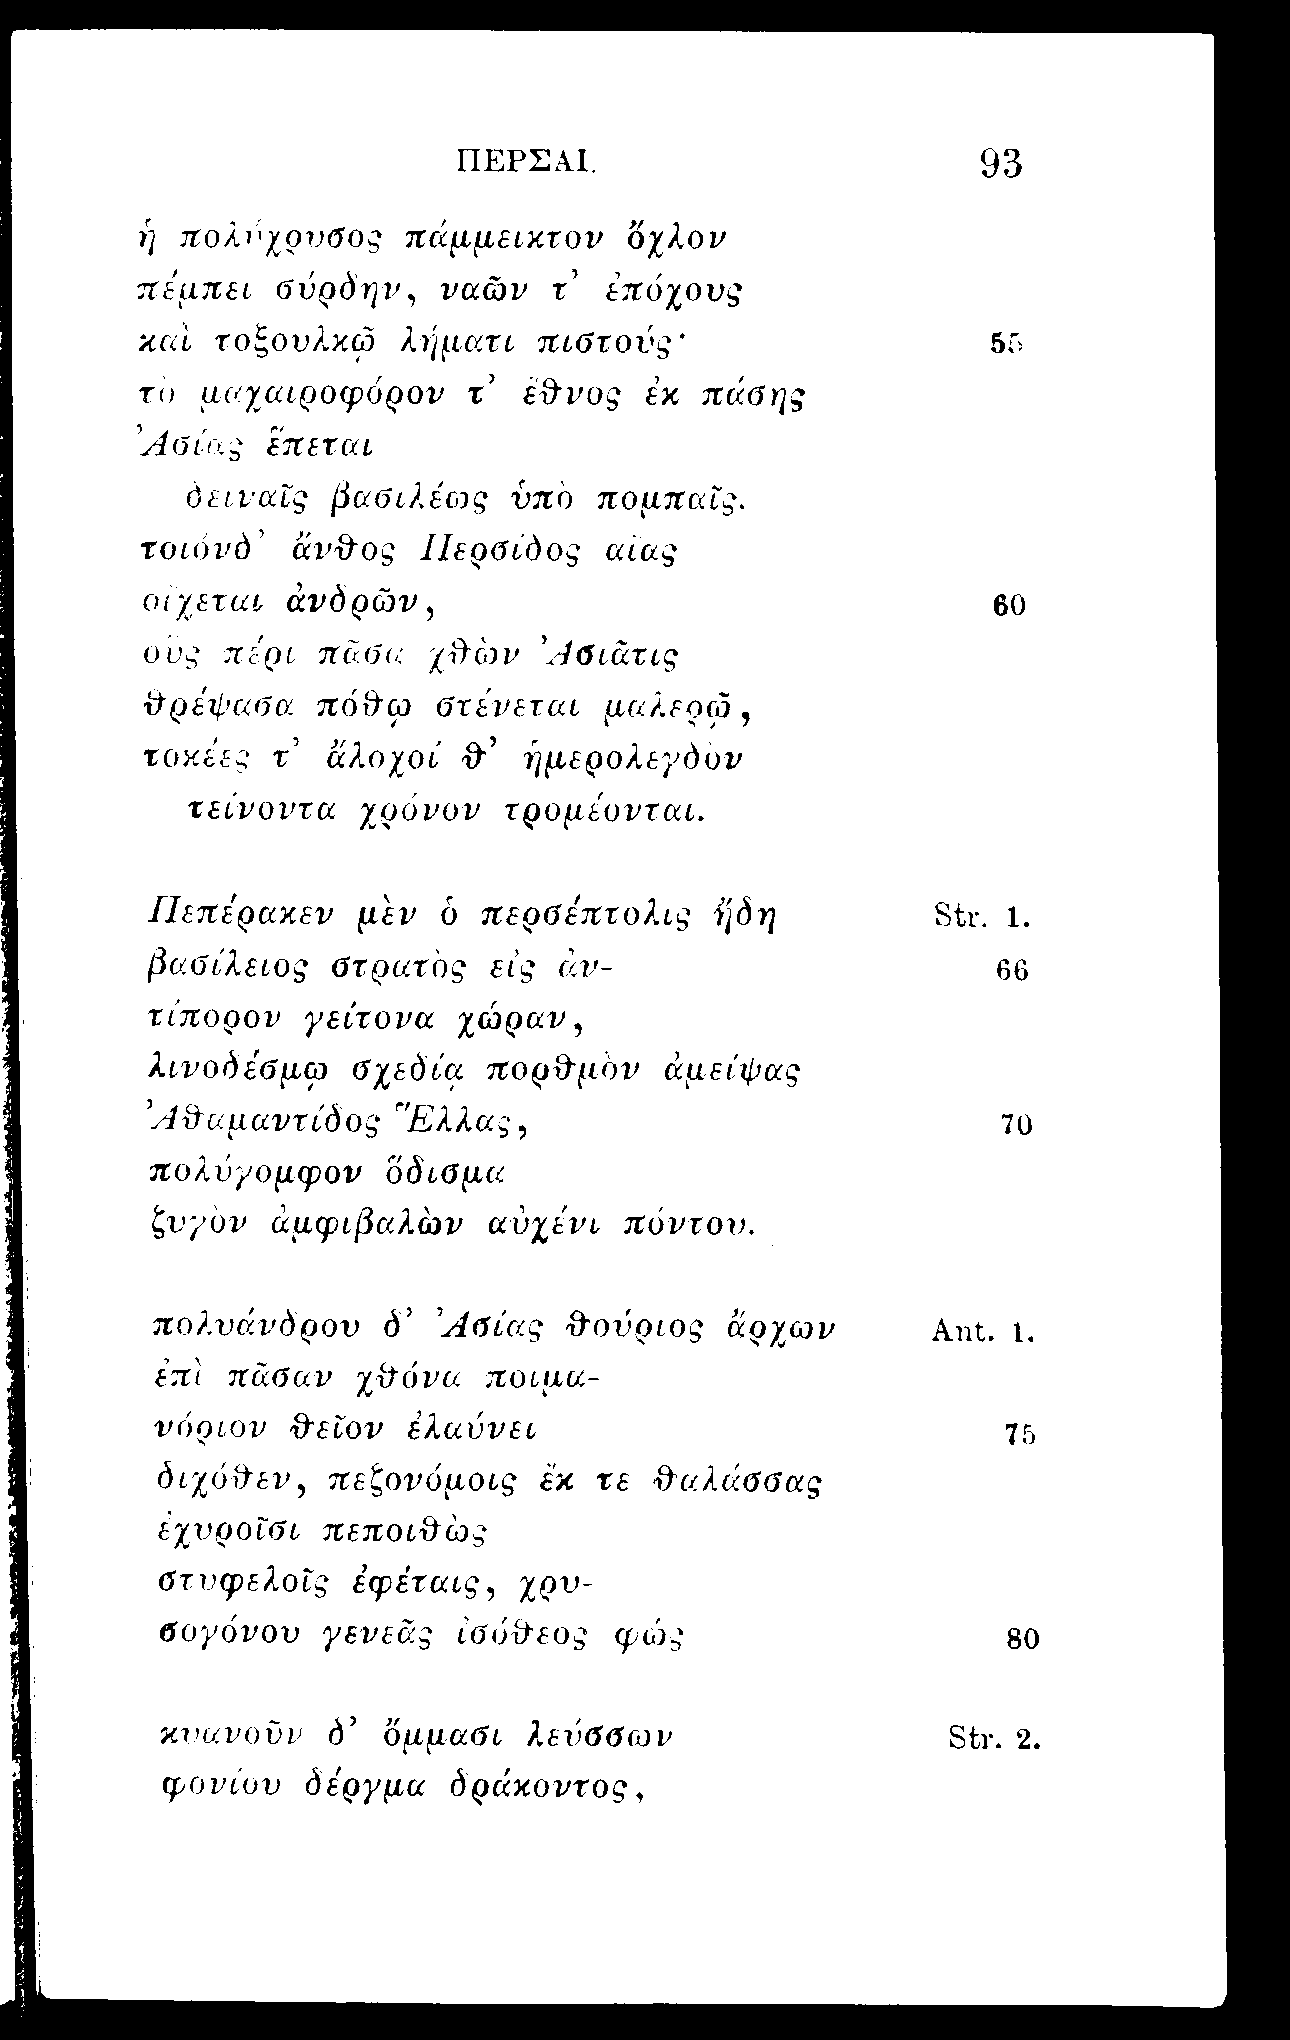 ΠΕΡΣΑΙ. 93
ἡ πολύχρυσος πάμμεικτον ὄχλον
πέμπει σύρδην, ναῶν τ’ ἐπόχους
καὶ τοξουλκῷ λήματι πιστούς· 55
τὸ μαχαιροφόρον τ’ ἔθνος ἐκ πάσης
Ἀσίας ἕπεται
δειναῖς βασιλέως ὑπὸ πομπαῖς.
τοιόνδ’ ἄνθος Περσίδος αἴας
οἴχεται ἀνδρῶν, 60
οὓς πέρι πᾶσα χθὼν Ἀσιᾶτις
θρέψασα πόθῳ στένεται μαλερῷ,
τοκέες τ’ ἄλοχοί θ’ ἡμερολεγδὸν
τείνοντα χρόνον τρομέονται.
Πεπέρακεν μὲν ὁ περσέπτολις ἤδη Str. 1.
βασίλειος στρατὸς εἰς ἀν- 66
τίπορον γείτονα χώραν,
λινοδέσμῳ σχεδίᾳ πορθμὸν ἀμείψας
Ἀθαμαντίδος Ἕλλας, 70
πολύγομφον ὅδισμα
ζυγὸν ἀμφιβαλὼν αὐχένι πόντου.
πολυάνδρου δ’ Ἀσίας θούριος ἄρχων Ant. 1.
ἐπὶ πᾶσαν χθόνα ποιμα-
νόριον θεῖον ἐλαύνει 75
διχόθεν, πεζονόμοις ἔκ τε θαλάσσας
ἐχυροῖσι πεποιθὼς
στυφελοῖς ἐφέταις, χρυ-
σογόνου γενεᾶς ἰσόθεος φώς 80
κυανοῦν δ’ ὄμμασι λεύσσων Str. 2.
φονίου δέργμα δράκοντος,